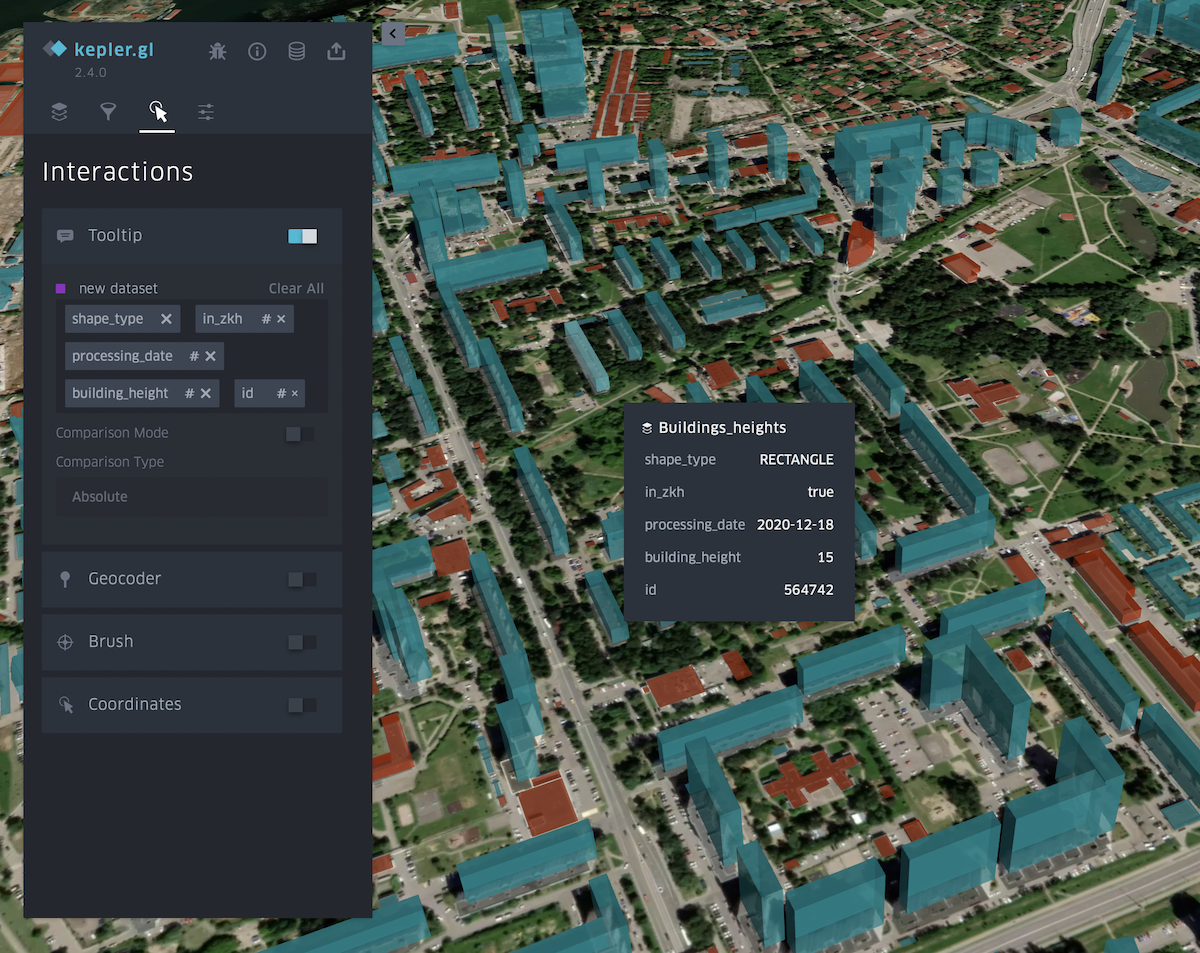 kepler.gl
2.4.0
Interactions
Tooltip
new dataset Clear All
shape_type in_zkh #
processing_date #
building_height # id #
Comparison Mode
Comparison Type
Absolute
Geocoder
Brush
Coordinates
Buildings_heights
shape_type RECTANGLE
in_zkh true
processing_date 2020-12-18
building_height 15
id 564742